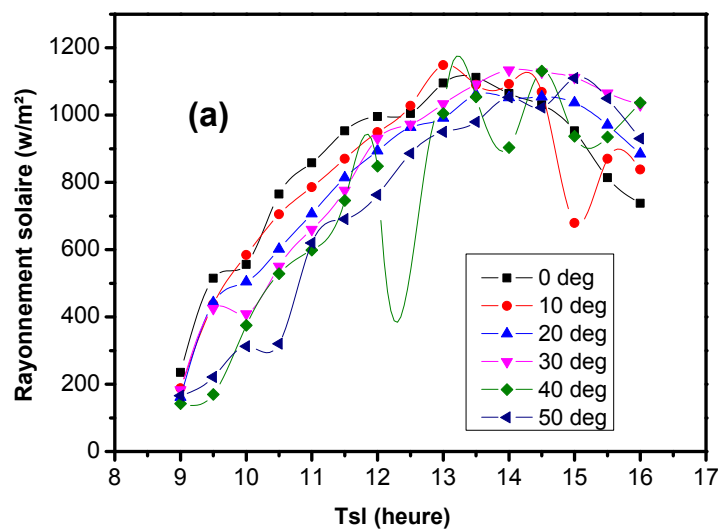 (a)
Rayonnement solaire (w/m²)
1200
1000
800
600
400
200
0
0 deg
10 deg
20 deg
30 deg
40 deg
50 deg
8 9 10 11 12 13 14 15 16 17
Tsl (heure)